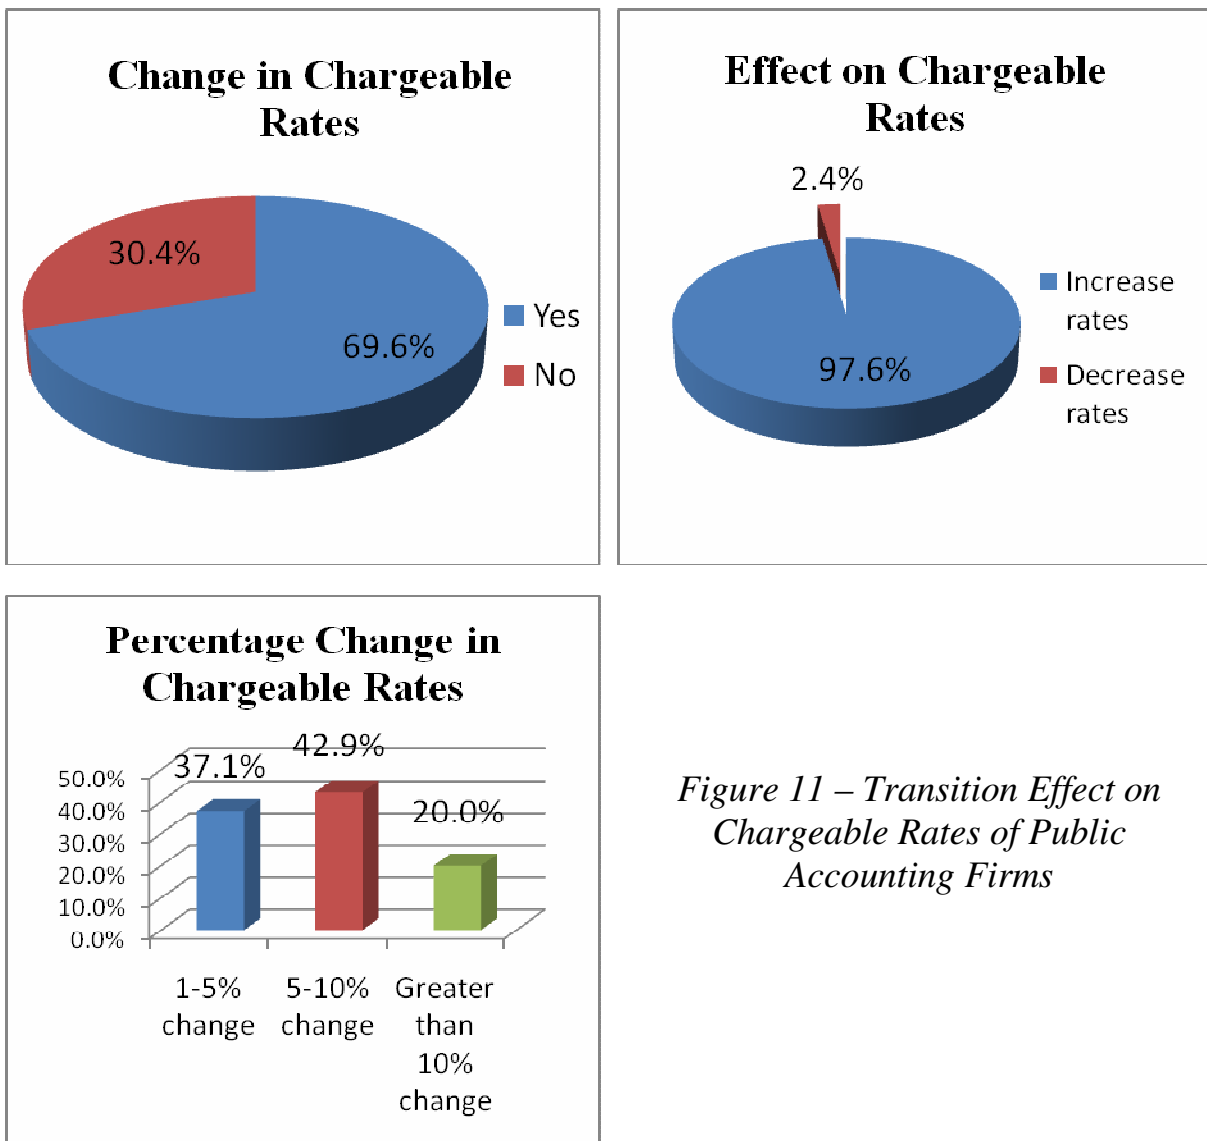 Change in Chargeable
Rates
30.4%
69.6%
Yes
No
Effect on Chargeable
Rates
2.4%
97.6%
Increase
rates
Decrease
rates
Percentage Change in
Chargeable Rates
50.0%
40.0%
30.0%
20.0%
10.0%
0.0%
37.1%
42.9%
20.0%
1-5%
change
5-10%
change
Greater
than
10%
change
Figure 11 – Transition Effect on
Chargeable Rates of Public
Accounting Firms